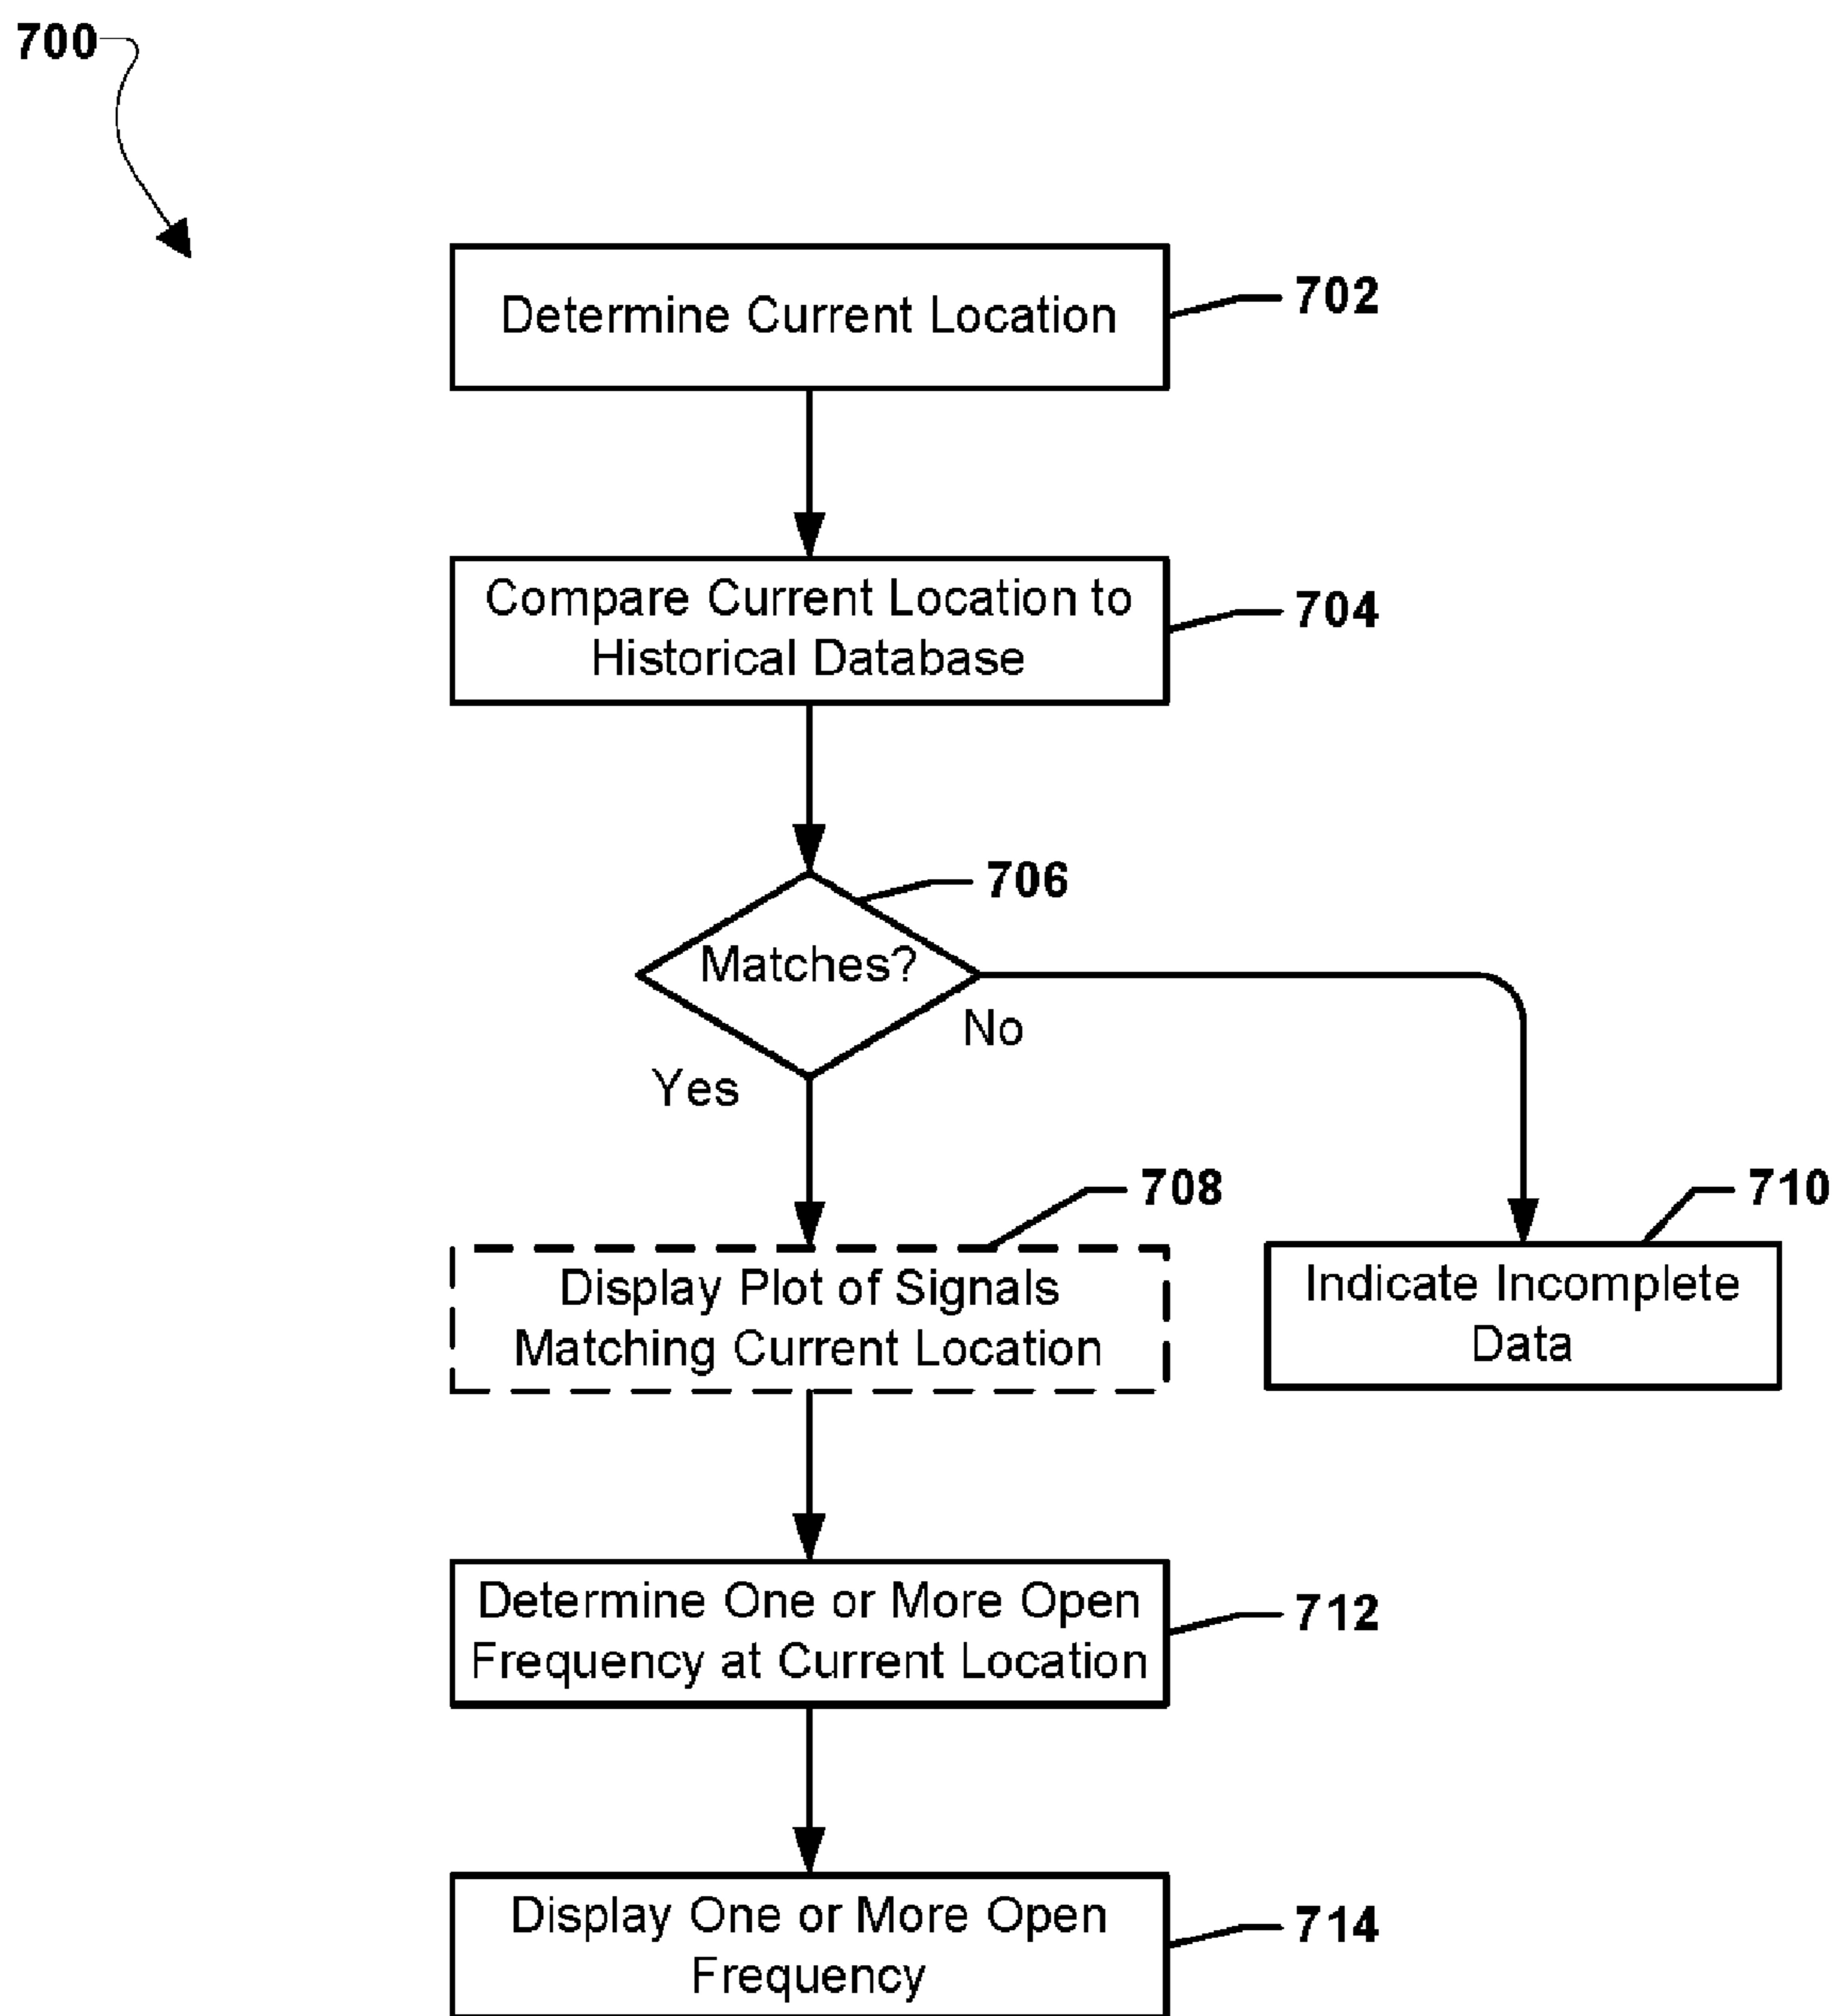 700
Determine Current Location
702
Compare Current Location to
Historical Database
704
706
Matches?
No
Yes
708
Display Plot of Signals
Matching Current Location
710
Indicate Incomplete
Data
Determine One or More Open
Frequency at Current Location
712
Display One or More Open
Frequency
714